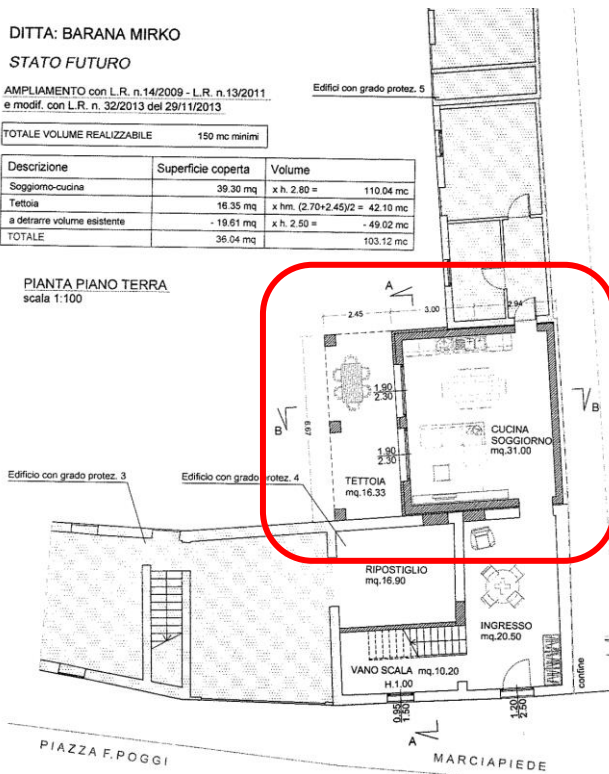 DITTA: BARANA MIRKO
STATO FUTURO
AMPLIAMENTO con L.R. n.14/2009 - L.R. n.13/2011
e modif. con L.R. n. 32/2013 del 29/11/2013
TOTALE VOLUME REALIZZABILE 150 mc minimi
Descrizione Superficie coperta Volume
Soggiorno-cucina 39.30 mq x h. 2.80 = 110.04 mc
Tettoia 16.35 mq x hm. (2.70+2.45)/2 = 42.10 mc
a detrarre volume esistente - 19.61 mq x h. 2.50 = - 49.02 mc
TOTALE 36.04 mq 103.12 mc
PIANTA PIANO TERRA
scala 1:100
Edifici con grado protez. 5
A
2.45 3.00 2.94
1.90
2.30
B B
6.67
1.90
2.30
CUCINA
SOGGIORNO
mq.31.00
TETTOIA
mq.16.33
Edificio con grado protez. 3
Edificio con grado protez. 4
RIPOSTIGLIO
mq.16.90
INGRESSO
mq.20.50
VANO SCALA mq.10.20
H.1.00
confine
0.95
1.50
1.20
2.50
A
PIAZZA F.POGGI
MARCIAPIEDE